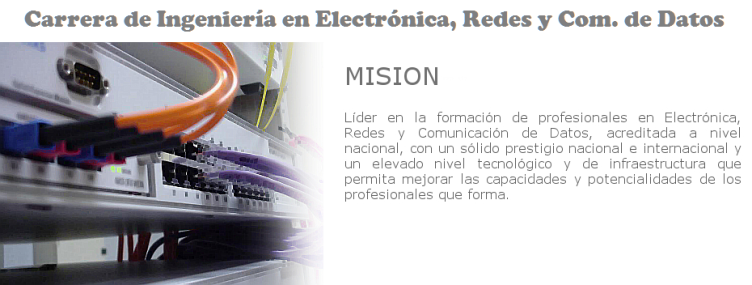 Carrera de Ingeniería en Electrónica, Redes y Com. de Datos
MISION
Líder en la formación de profesionales en Electrónica,
Redes y Comunicación de Datos, acreditada a nivel
nacional, con un sólido prestigio nacional e internacional y
un elevado nivel tecnológico y de infraestructura que
permita mejorar las capacidades y potencialidades de los
profesionales que forma.